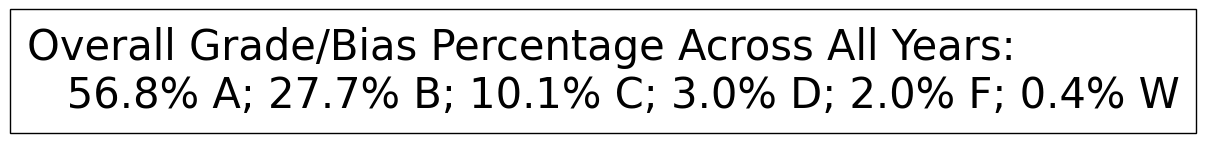 Overall Grade/Bias Percentage Across All Years:
56.8% A; 27.7% B; 10.1% C; 3.0% D; 2.0% F; 0.4% W